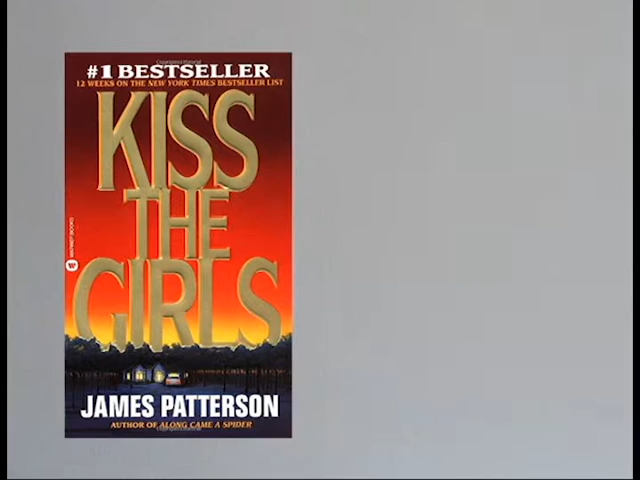 #1 BESTSELLER
12 WEEKS ON THE NEW YORK TIMES BESTSELLER LIST
KISS
THE
GIRLS
JAMES PATTERSON
AUTHOR OF ALONG CAME A SPIDER